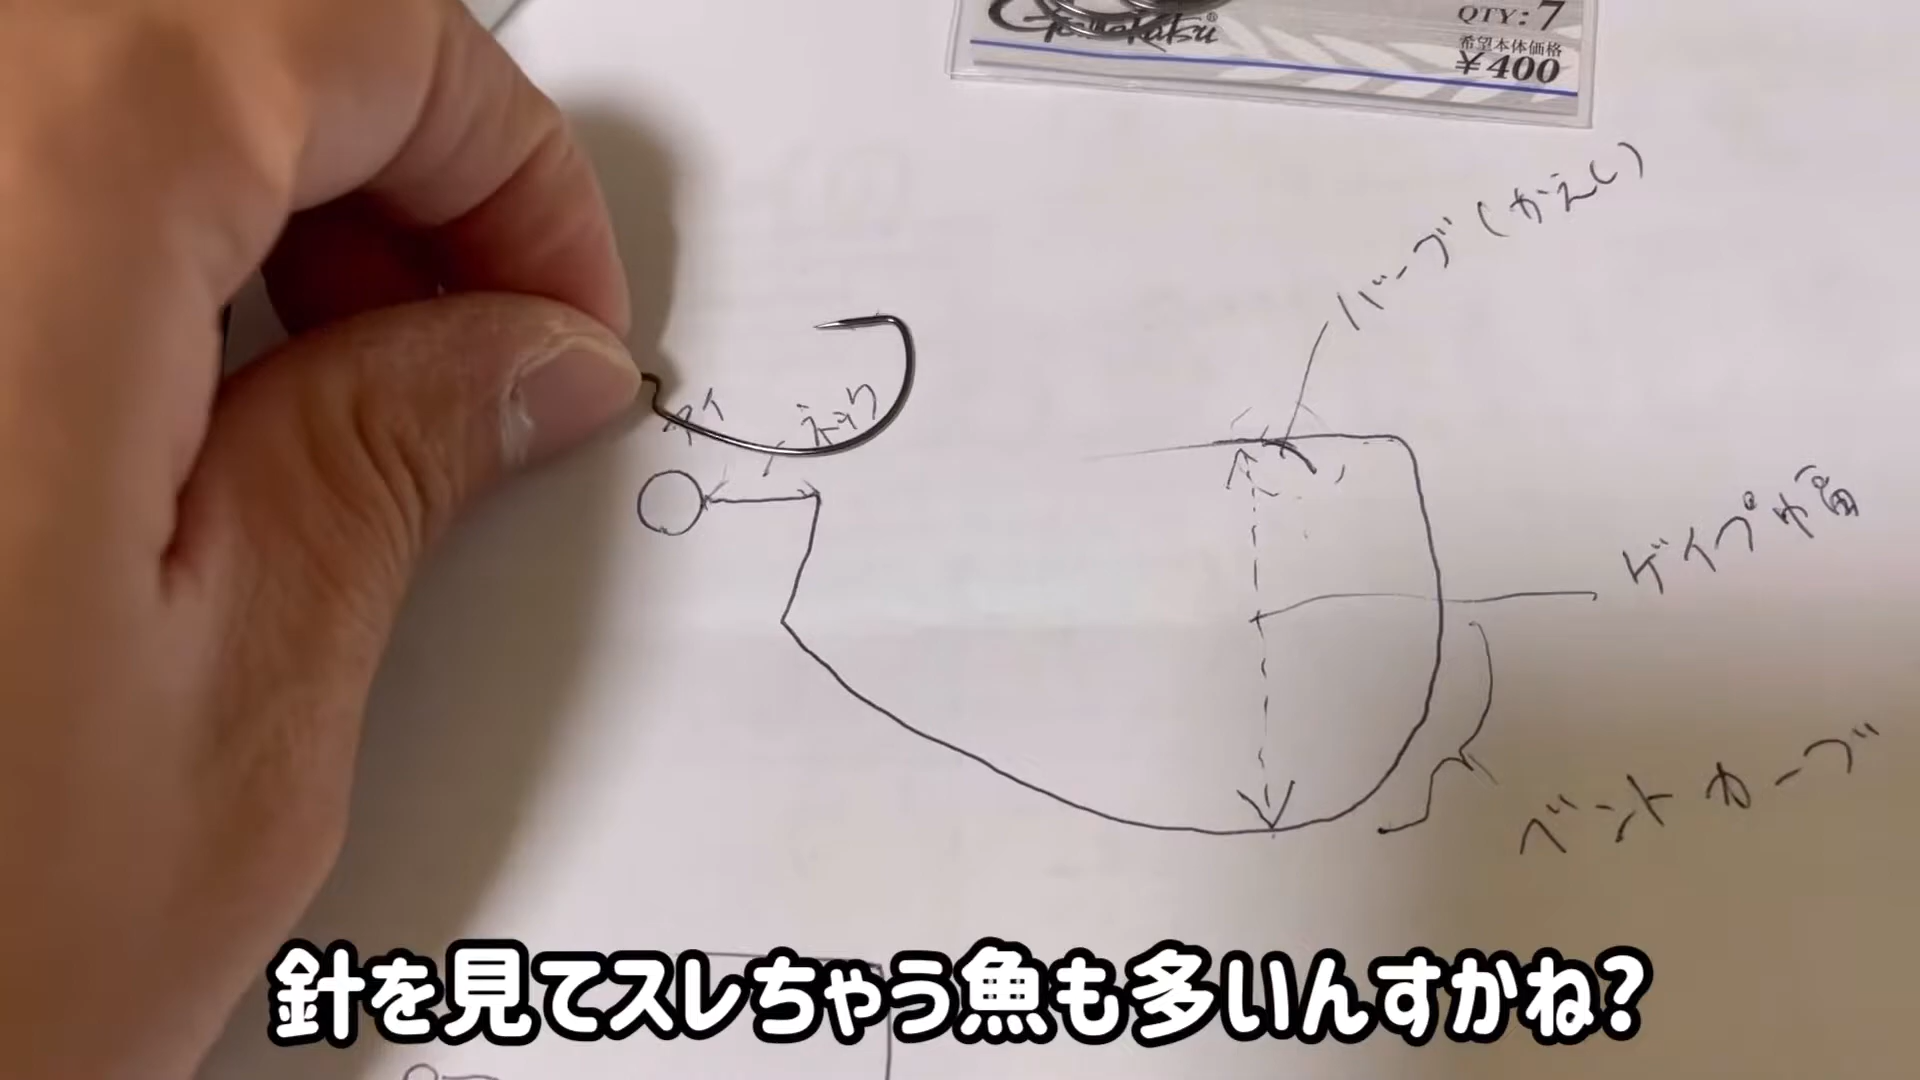 Gamakatsu®
QTY: 7
希望本体価格
¥400
バーブ(かえし)
アイ
ネック
ゲイプ巾畐
ベントカーブ
針を見てスレちゃう魚も多いんすかね?